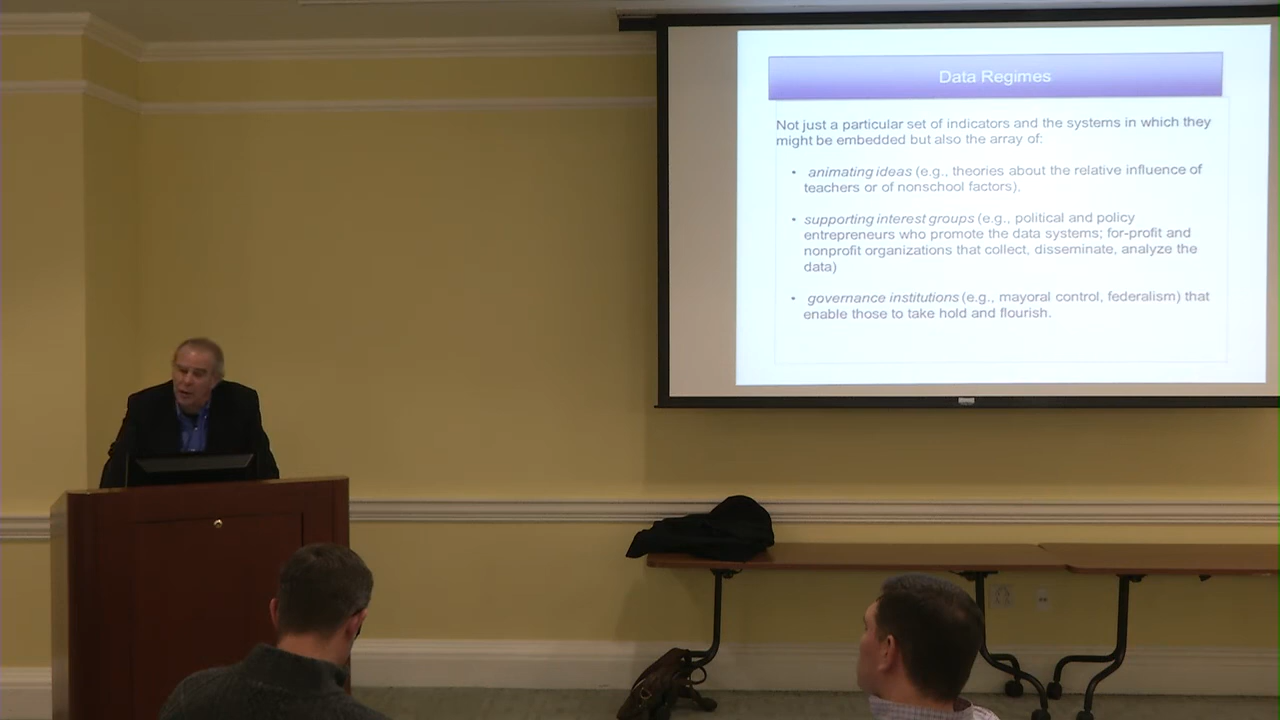 Data Regimes
Not just a particular set of indicators and the systems in which they
might be embedded but also the array of:
• animating ideas (e.g., theories about the relative influence of
teachers or of nonschool factors),
• supporting interest groups (e.g., political and policy
entrepreneurs who promote the data systems; for-profit and
nonprofit organizations that collect, disseminate, analyze the
data)
• governance institutions (e.g., mayoral control, federalism) that
enable those to take hold and flourish.